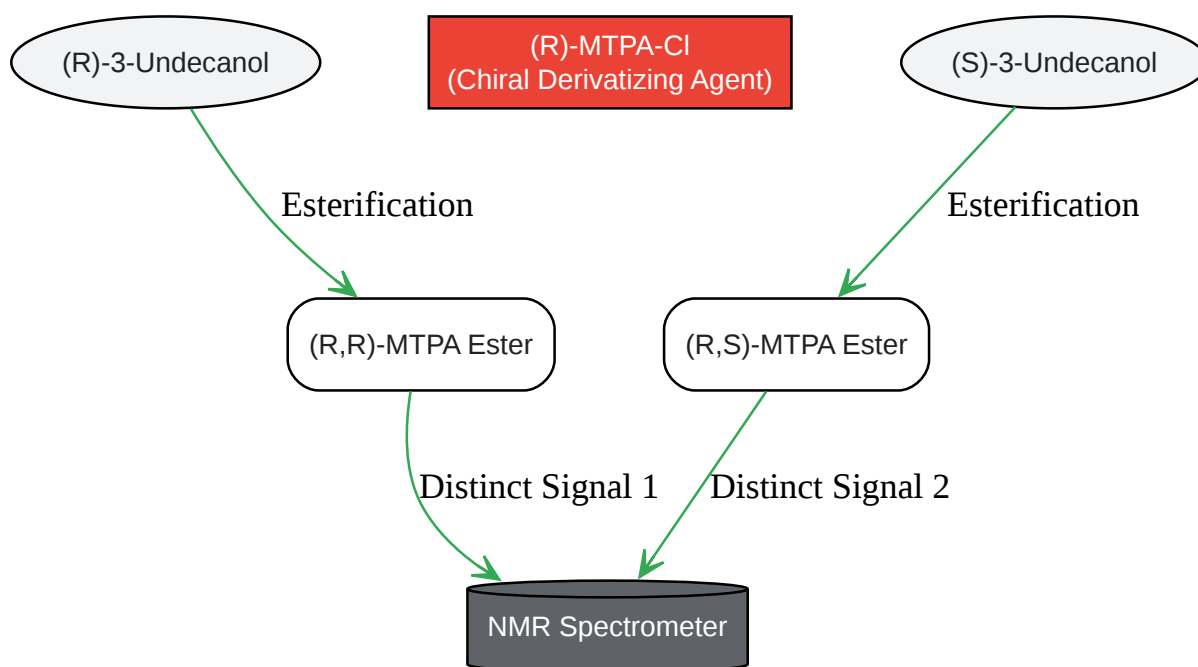 (R)-3-Undecanol
(R)-MTPA-Cl
(Chiral Derivatizing Agent)
(S)-3-Undecanol
Esterification
Esterification
(R,R)-MTPA Ester
(R,S)-MTPA Ester
Distinct Signal 1
Distinct Signal 2
NMR Spectrometer